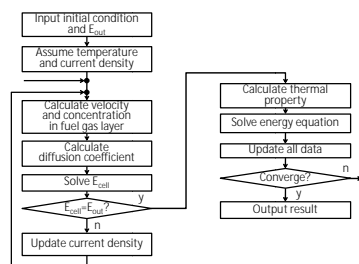 Input initial condition
and Eout
Assume temperature
and current density
Calculate velocity
and concentration
in fuel gas layer
Calculate
diffusion coefficient
Solve Ecell
Ecell=Eout?
y
n
Update current density
Calculate thermal
property
Solve energy equation
Update all data
Converge?
n
y
Output result